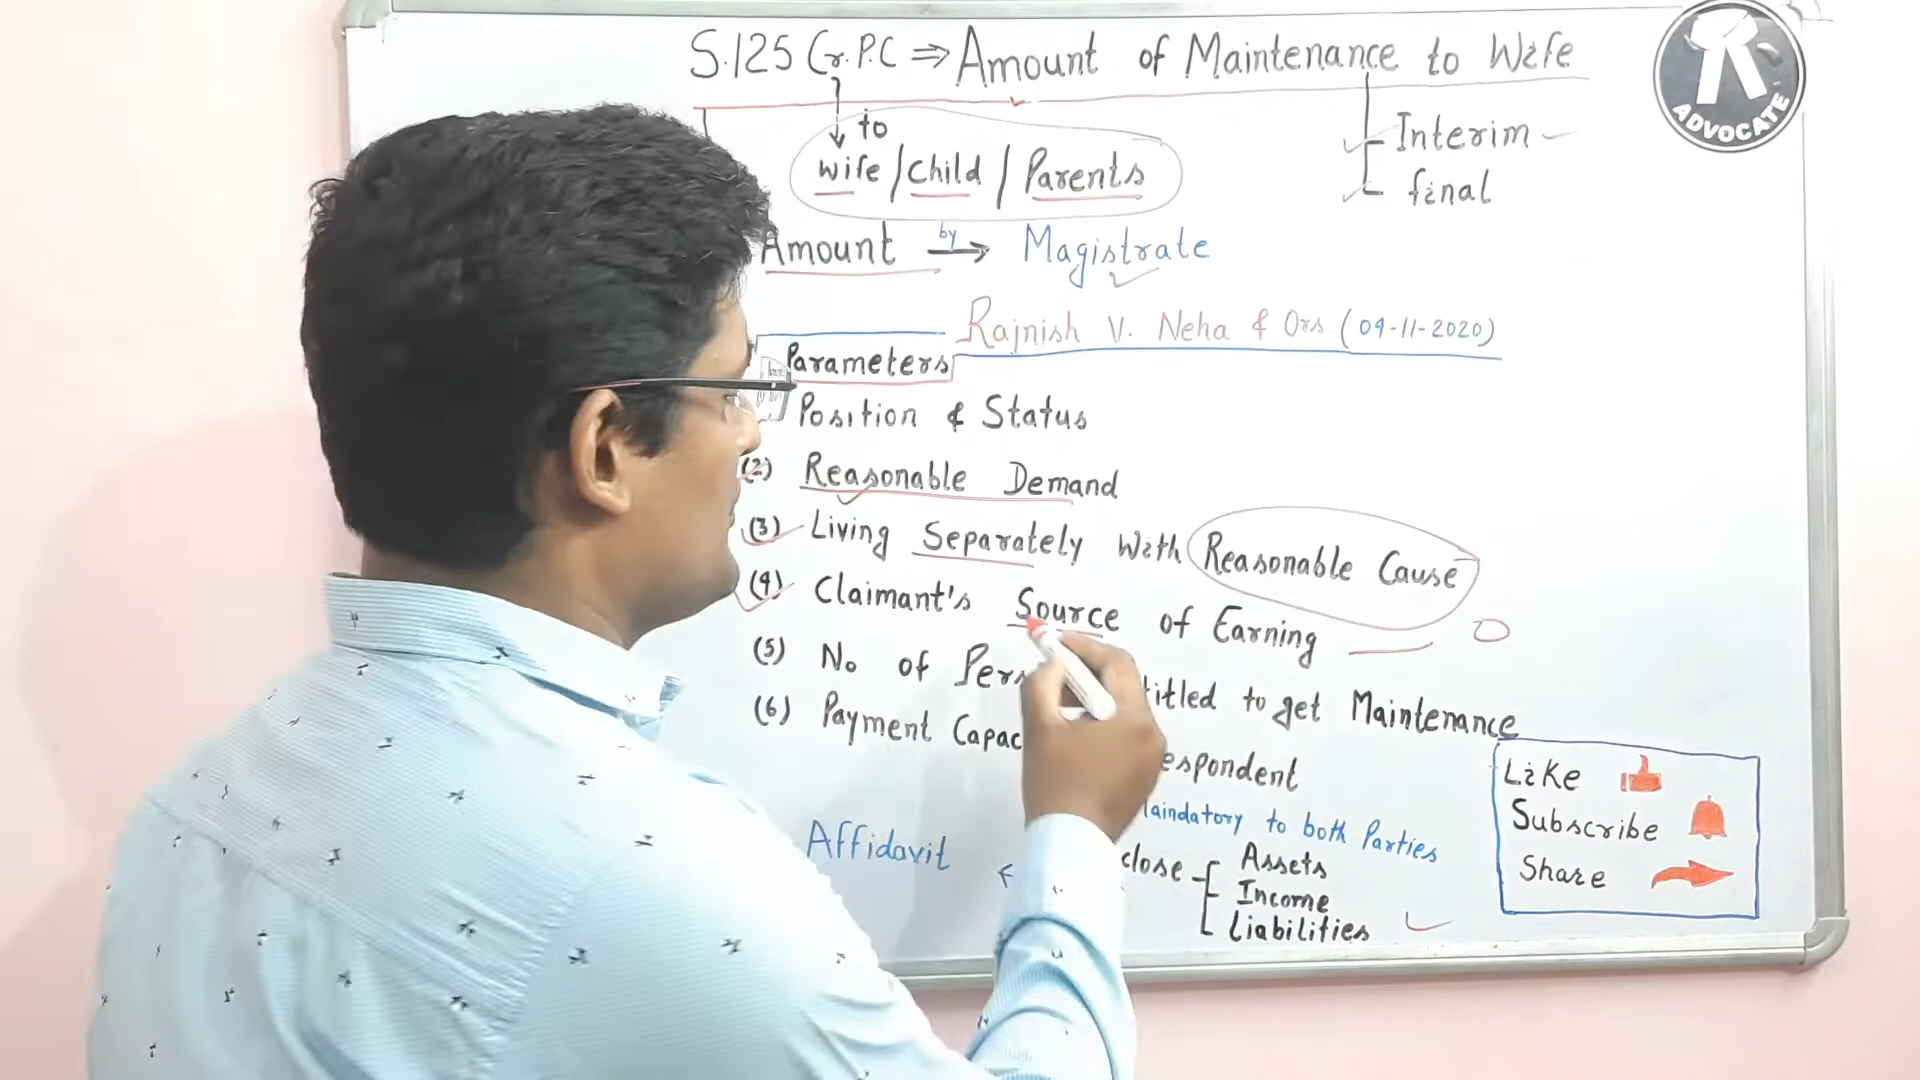 S.125 Cr.P.C ⇒ Amount of Maintenance to Wife
to
wife / child / Parents
Interim
final
Amount by → Magistrate
Rajnish V. Neha & Ors (04-11-2020)
Parameters
Position & Status
(2) Reasonable Demand
(3) Living Separately With Reasonable Cause
(4) Claimant's Source of Earning
(5) No of Pers titled to get Maintenance
(6) Payment Capac espondent
Maindatory to both Parties
Affidavit close
Assets
Income
Liabilities
Like
Subscribe
Share
ADVOCATE